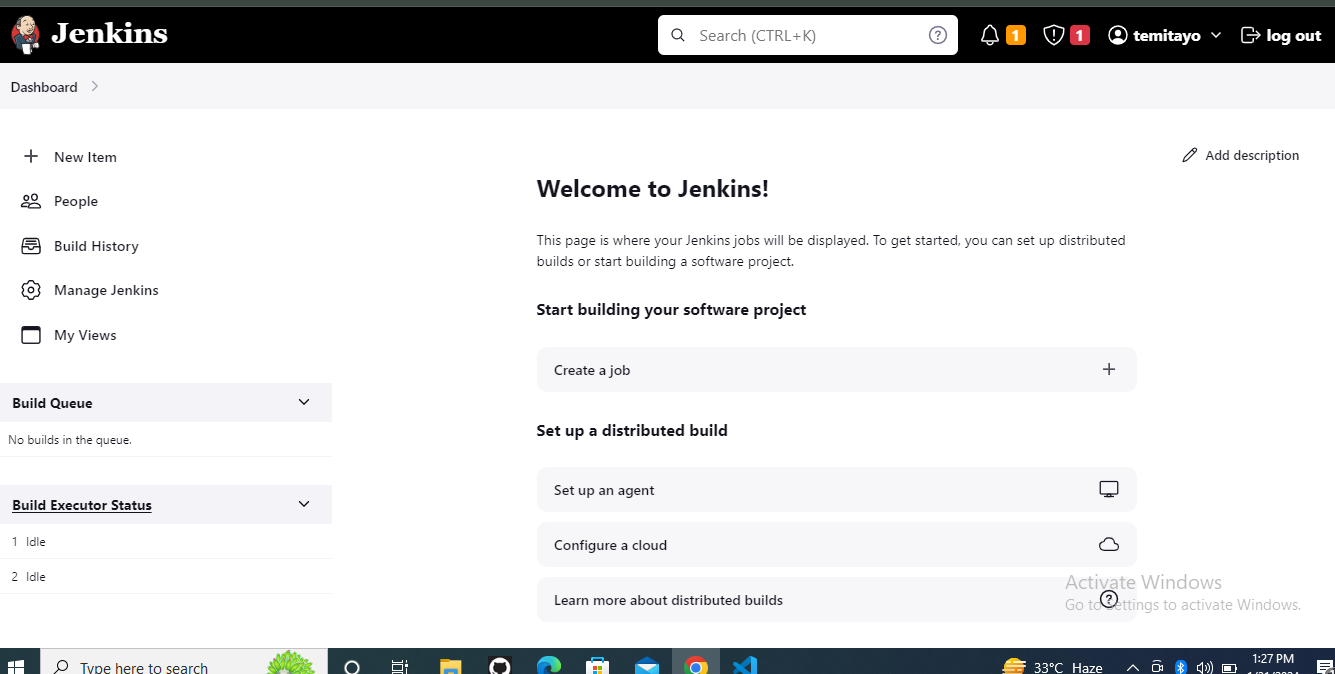 Jenkins
Search (CTRL+K)
1
1
temitayo
log out
Dashboard
New Item
People
Build History
Manage Jenkins
My Views
Build Queue
No builds in the queue.
Build Executor Status
1 Idle
2 Idle
Add description
Welcome to Jenkins!
This page is where your Jenkins jobs will be displayed. To get started, you can set up distributed
builds or start building a software project.
Start building your software project
Create a job
Set up a distributed build
Set up an agent
Configure a cloud
Learn more about distributed builds
Activate Windows
Go to Settings to activate Windows.
Type here to search
33°C Haze
1:27 PM